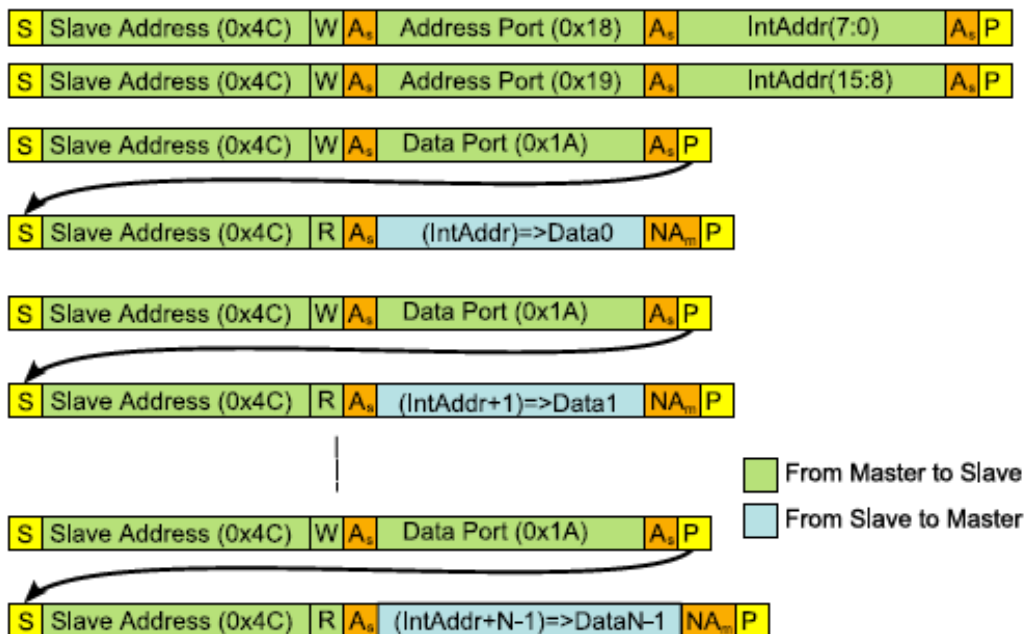 S Slave Address (0x4C) W As Address Port (0x18) As IntAddr(7:0) As P
S Slave Address (0x4C) W As Address Port (0x19) As IntAddr(15:8) As P
S Slave Address (0x4C) W As Data Port (0x1A) As P
S Slave Address (0x4C) R As (IntAddr)=>Data0 NAm P
S Slave Address (0x4C) W As Data Port (0x1A) As P
S Slave Address (0x4C) R As (IntAddr+1)=>Data1 NAm P
From Master to Slave
From Slave to Master
S Slave Address (0x4C) W As Data Port (0x1A) As P
S Slave Address (0x4C) R As (IntAddr+N-1)=>DataN-1 NAm P